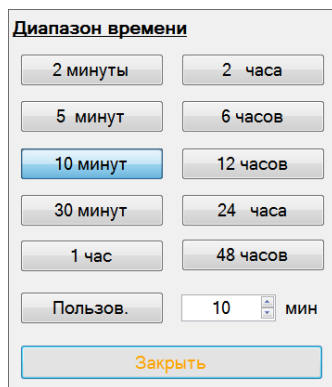 Диапазон времени
2 минуты 2 часа
5 минут 6 часов
10 минут 12 часов
30 минут 24 часа
1 час 48 часов
Пользов. 10 мин
Закрыть